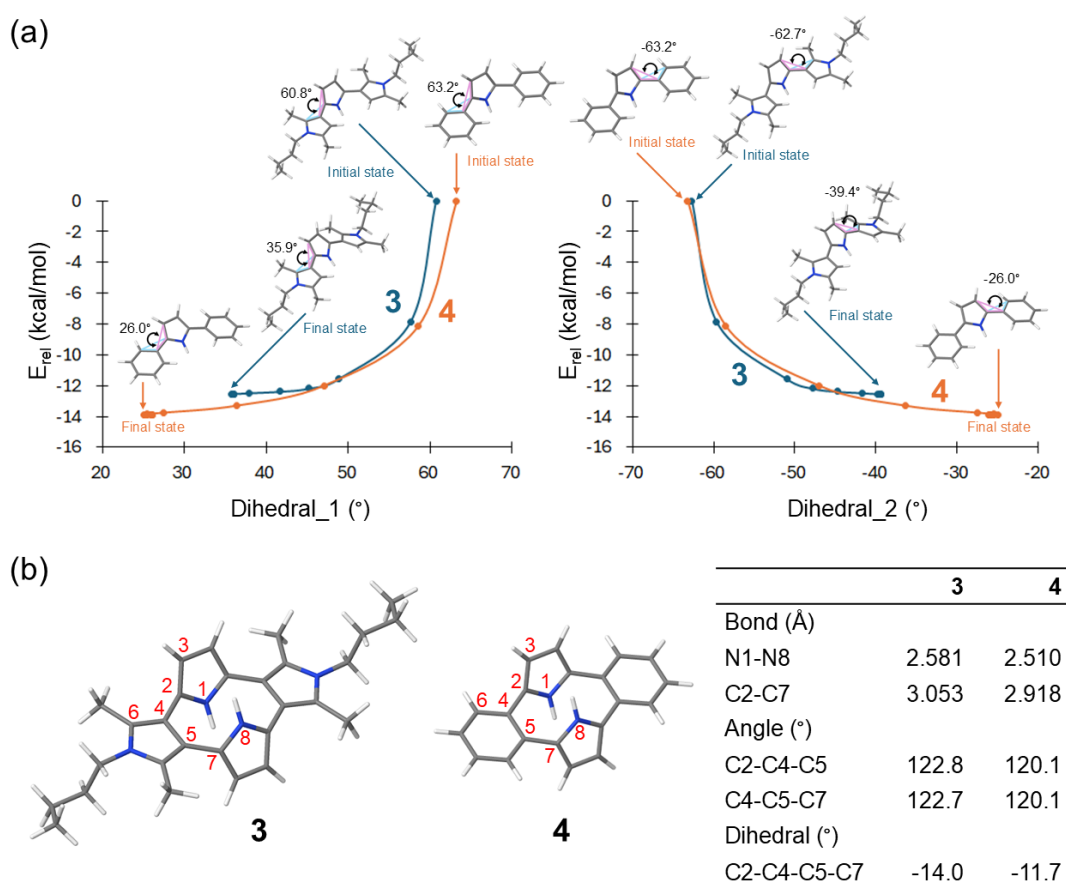 (a)
60.8°
63.2°
-63.2°
-62.7°
Initial state
Initial state
Initial state
Initial state
35.9°
26.0°
-39.4°
-26.0°
Final state
Final state
Final state
Final state
3
4
3
4
0
-2
-4
-6
-8
-10
-12
-14
-16
E_rel (kcal/mol)
20 30 40 50 60 70
Dihedral_1 (°)
0
-2
-4
-6
-8
-10
-12
-14
-16
E_rel (kcal/mol)
-70 -60 -50 -40 -30 -20
Dihedral_2 (°)
(b)
3
2
1
4
6
5
8
7
3
3
2
1
6
4
5
8
7
4
3 4
Bond (Å)
N1-N8 2.581 2.510
C2-C7 3.053 2.918
Angle (°)
C2-C4-C5 122.8 120.1
C4-C5-C7 122.7 120.1
Dihedral (°)
C2-C4-C5-C7 -14.0 -11.7